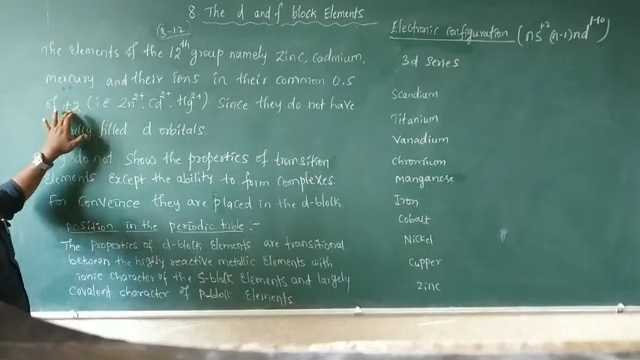 8. The d and f block Elements
(8-12)
The Elements of the 12th group namely zinc, cadmium,
mercury and their ions in their common O.S
of +2 (i.e Zn2+, Cd2+, Hg2+) since they do not have
filled d orbitals.
do not show the properties of transition
Elements Except the ability to form complexes.
For Conveince they are placed in the d-block.
position in the periodic table :-
The properties of d-block Elements are transitional
between the highly reactive metallic Elements with
ionic character of the S-block Elements and largely
covalent character of P-block Elements
Electronic configuration (ns1-2 (n-1)nd1-10)
3d series
Scandium
Titanium
Vanadium
chromium
manganese
Iron
Cobalt
Nickel
Cupper
Zinc